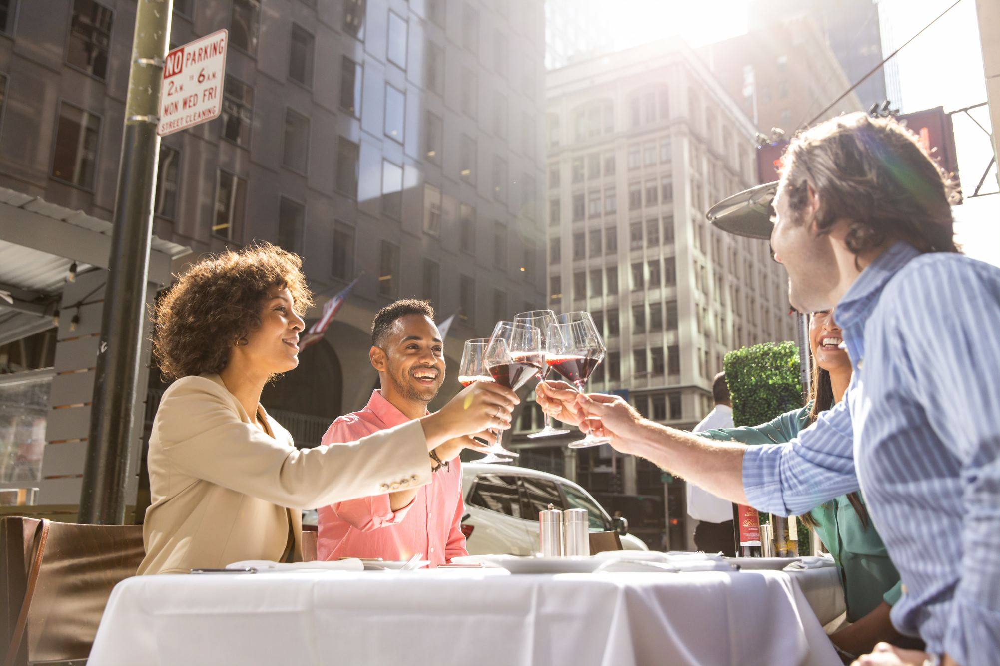 NO PARKING
2 A.M. TO 6 A.M.
MON WED FRI
STREET CLEANING